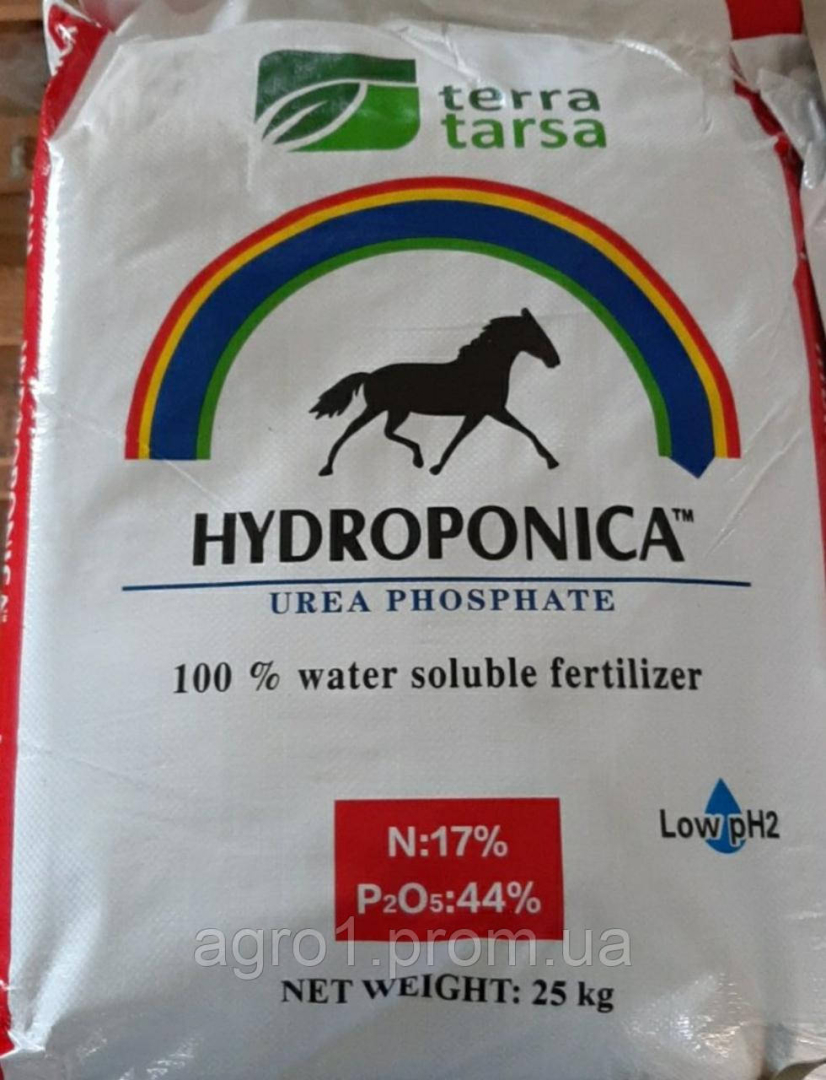 terra
tarsa
HYDROPONICA™
UREA PHOSPHATE
100 % water soluble fertilizer
Low pH2
N:17%
P₂O₅:44%
agro1.prom.ua
NET WEIGHT: 25 kg